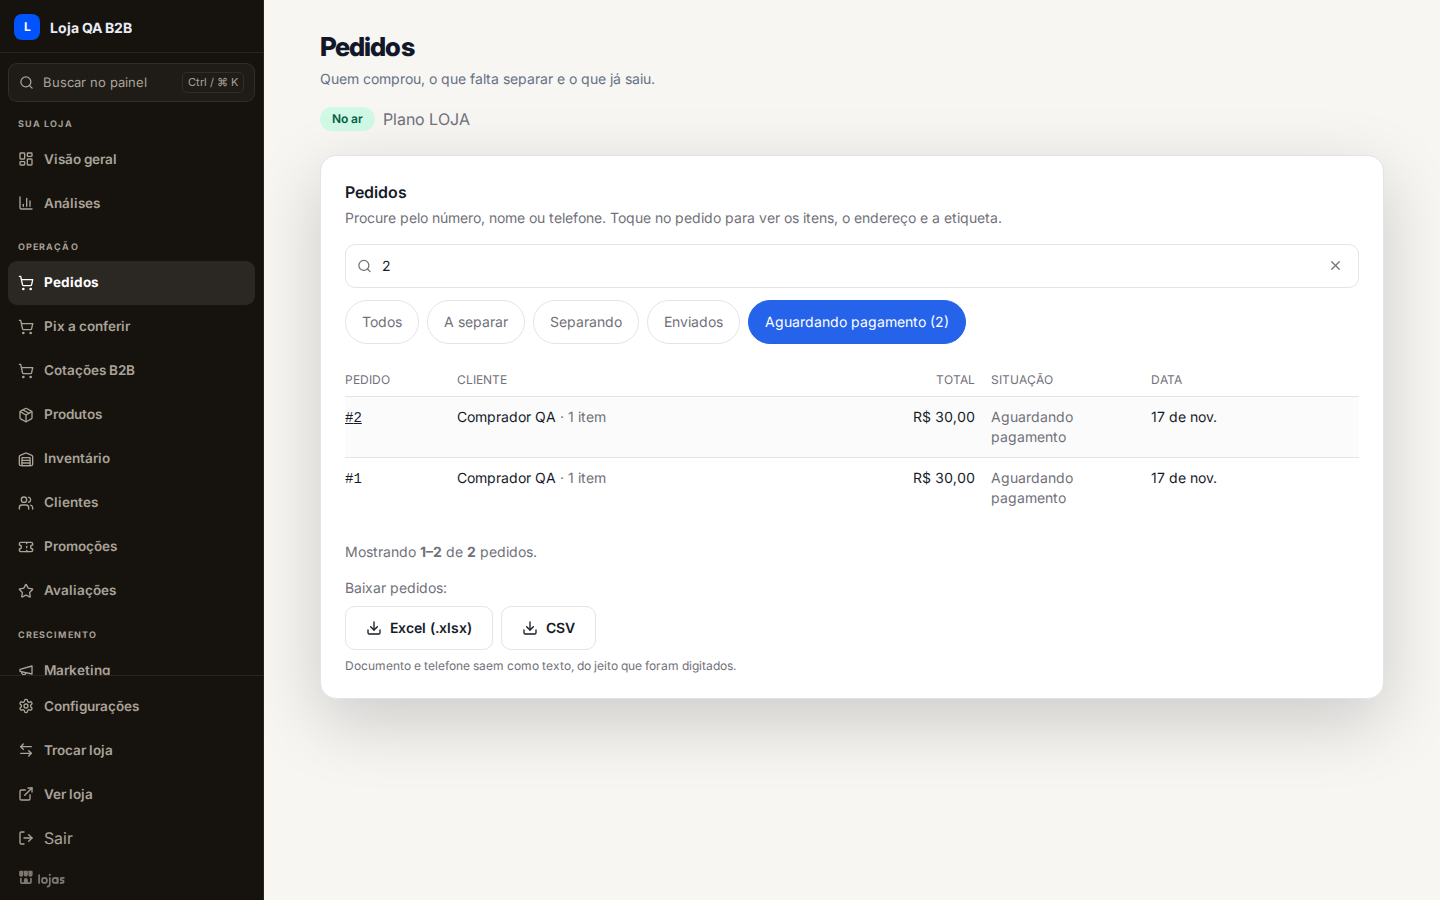 L Loja QA B2B
Buscar no painel Ctrl / ⌘ K
SUA LOJA
Visão geral
Análises
OPERAÇÃO
Pedidos
Pix a conferir
Cotações B2B
Produtos
Inventário
Clientes
Promoções
Avaliações
CRESCIMENTO
Marketing
Configurações
Trocar loja
Ver loja
Sair
lojas
Pedidos
Quem comprou, o que falta separar e o que já saiu.
No ar Plano LOJA
Pedidos
Procure pelo número, nome ou telefone. Toque no pedido para ver os itens, o endereço e a etiqueta.
2
Todos A separar Separando Enviados Aguardando pagamento (2)
PEDIDO CLIENTE TOTAL SITUAÇÃO DATA
#2 Comprador QA · 1 item R$ 30,00 Aguardando 17 de nov.
pagamento
#1 Comprador QA · 1 item R$ 30,00 Aguardando 17 de nov.
pagamento
Mostrando 1–2 de 2 pedidos.
Baixar pedidos:
Excel (.xlsx) CSV
Documento e telefone saem como texto, do jeito que foram digitados.